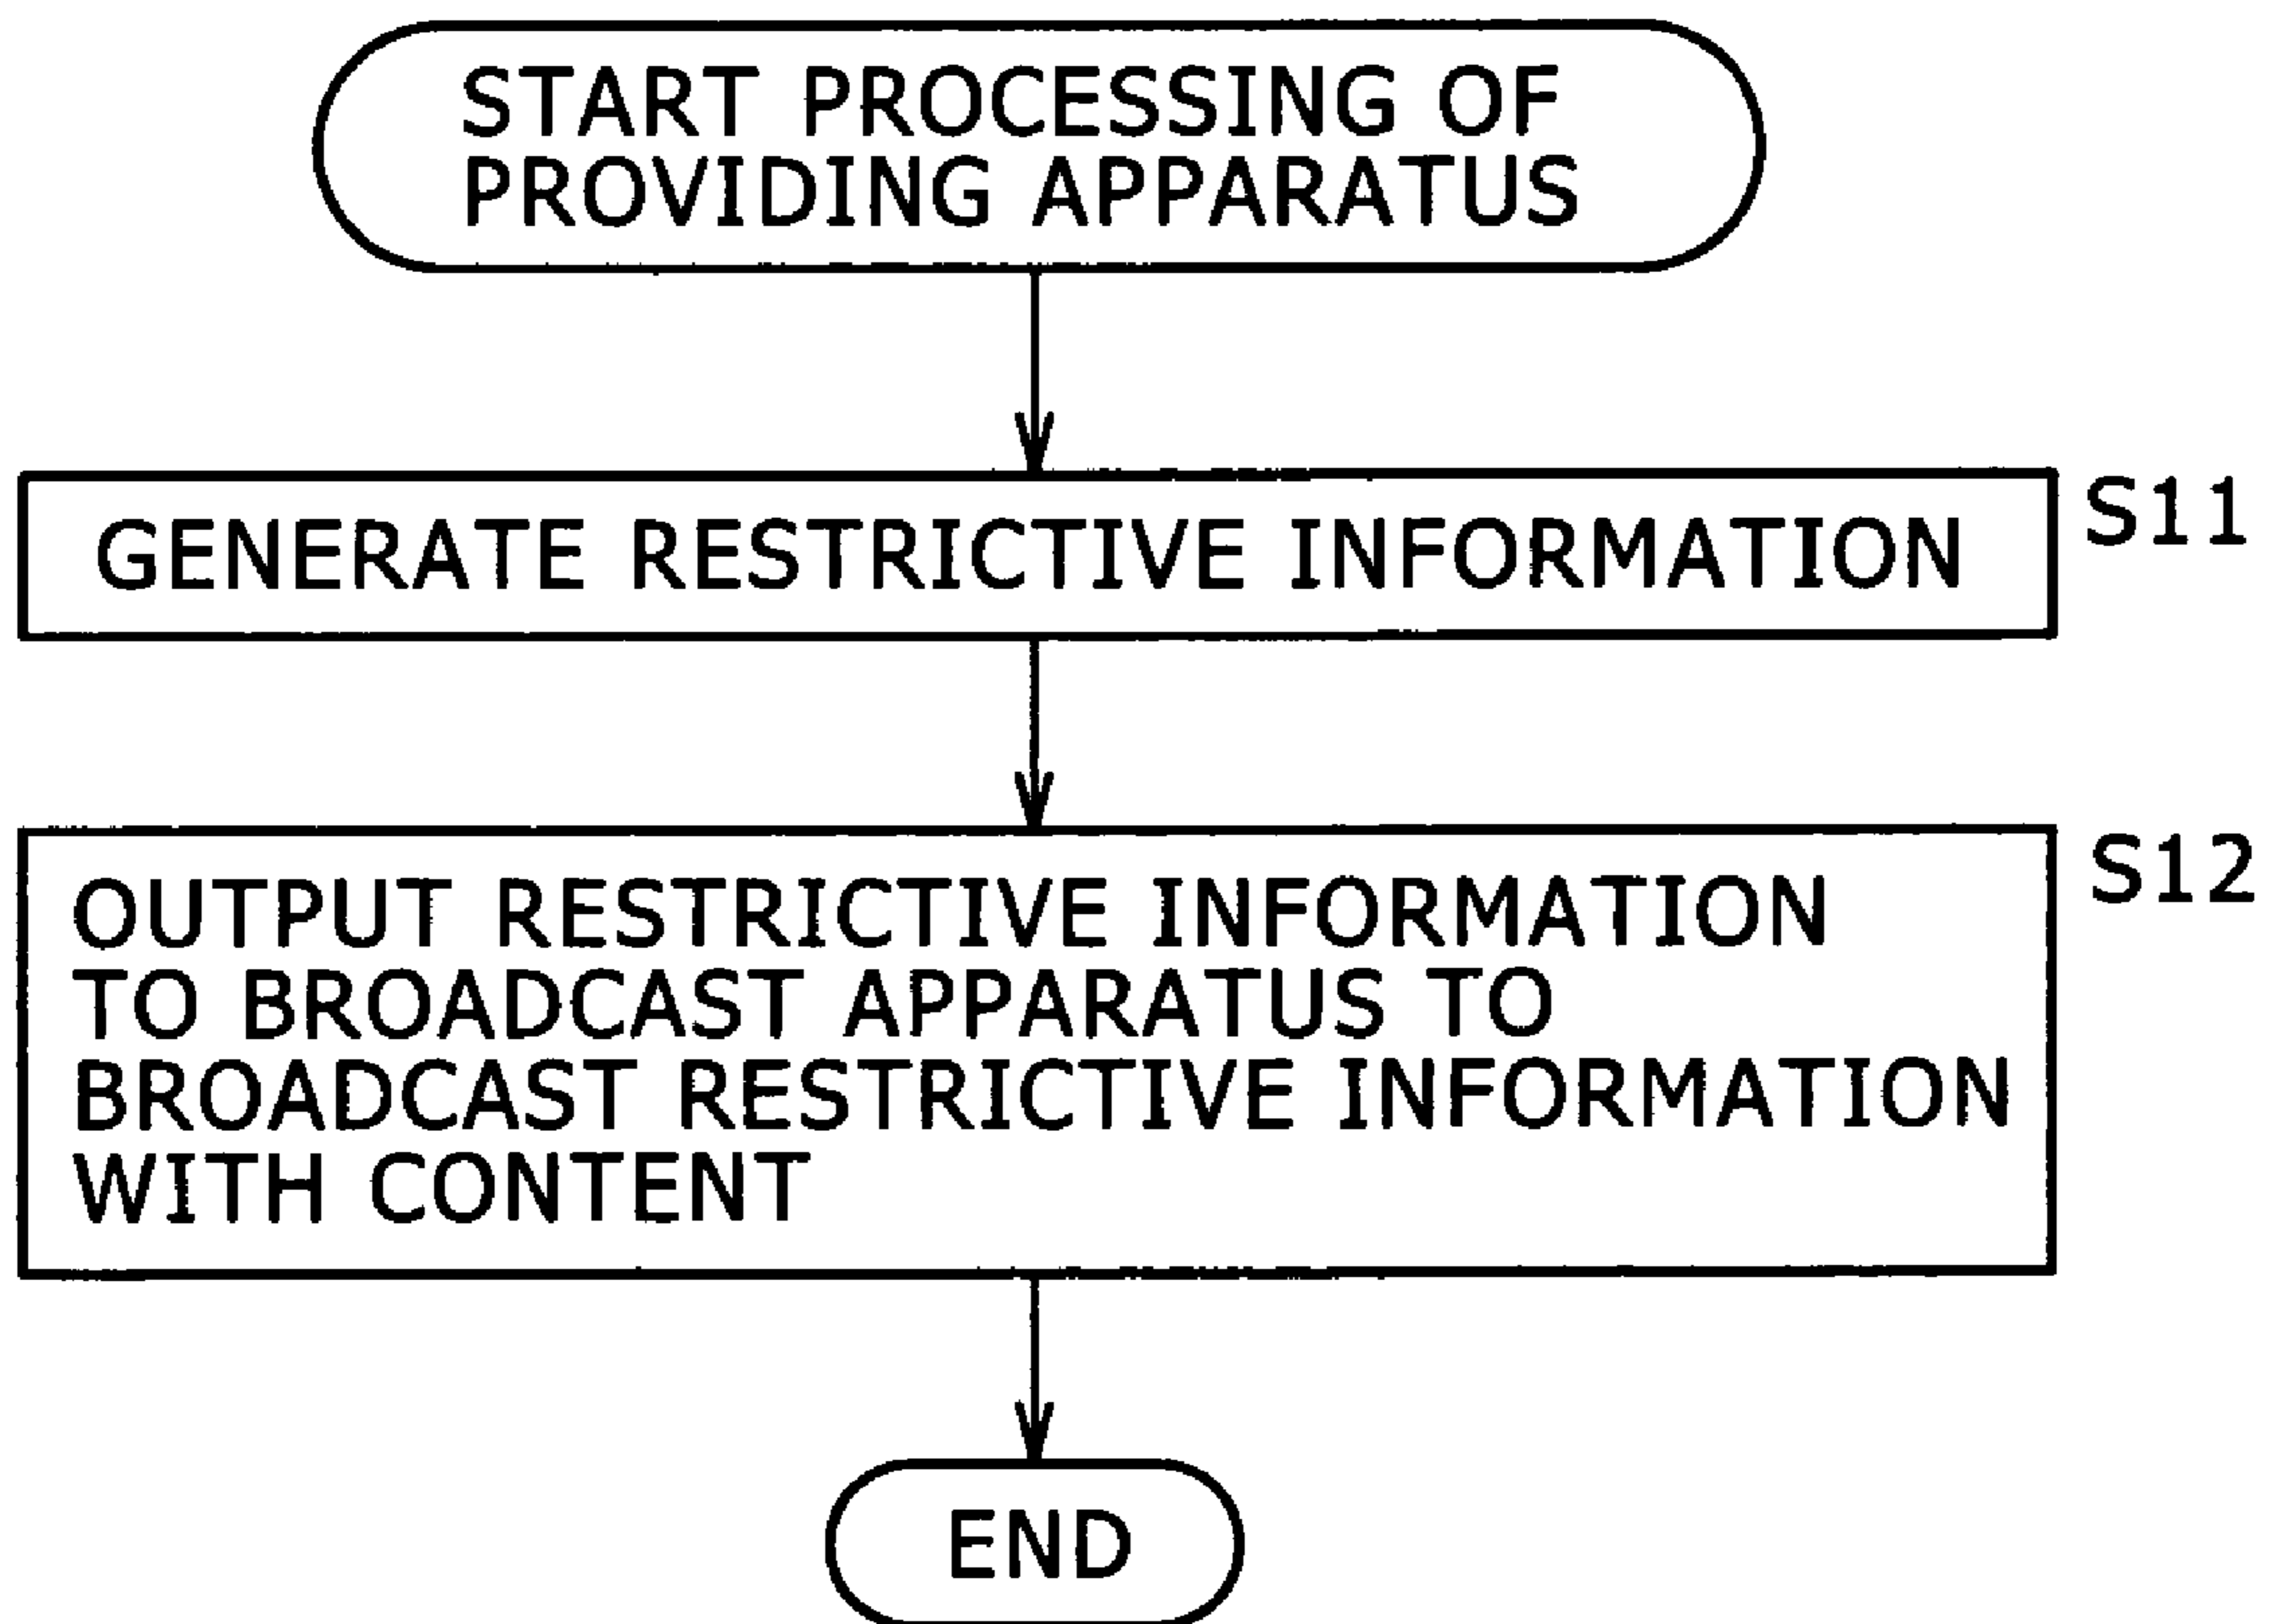 START PROCESSING OF
PROVIDING APPARATUS
GENERATE RESTRICTIVE INFORMATION
S11
OUTPUT RESTRICTIVE INFORMATION
TO BROADCAST APPARATUS TO
BROADCAST RESTRICTIVE INFORMATION
WITH CONTENT
S12
END